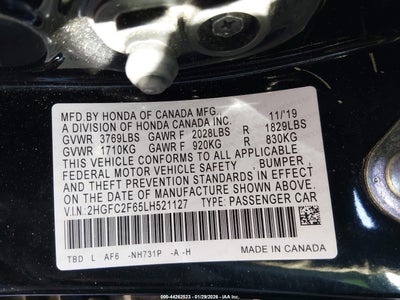 MFD.BY HONDA OF CANADA MFG. 11/'19
A DIVISION OF HONDA CANADA INC.
GVWR 3769LBS GAWR F 2028LBS R 1829LBS
GVWR 1710KG GAWR F 920KG R 830KG
THIS VEHICLE CONFORMS TO ALL APPLICABLE
FEDERAL MOTOR VEHICLE SAFETY , BUMPER ,
AND THEFT PREVENTION STANDARDS IN EFFECT ON
THE DATE OF MANUFACTURE SHOWN ABOVE.
V.I.N. 2HGFC2F65LH521127 TYPE: PASSENGER CAR
TBD L AF6 -NH731P -A -H MADE IN CANADA
000-44262523 - 01/29/2026 - IAA Inc.